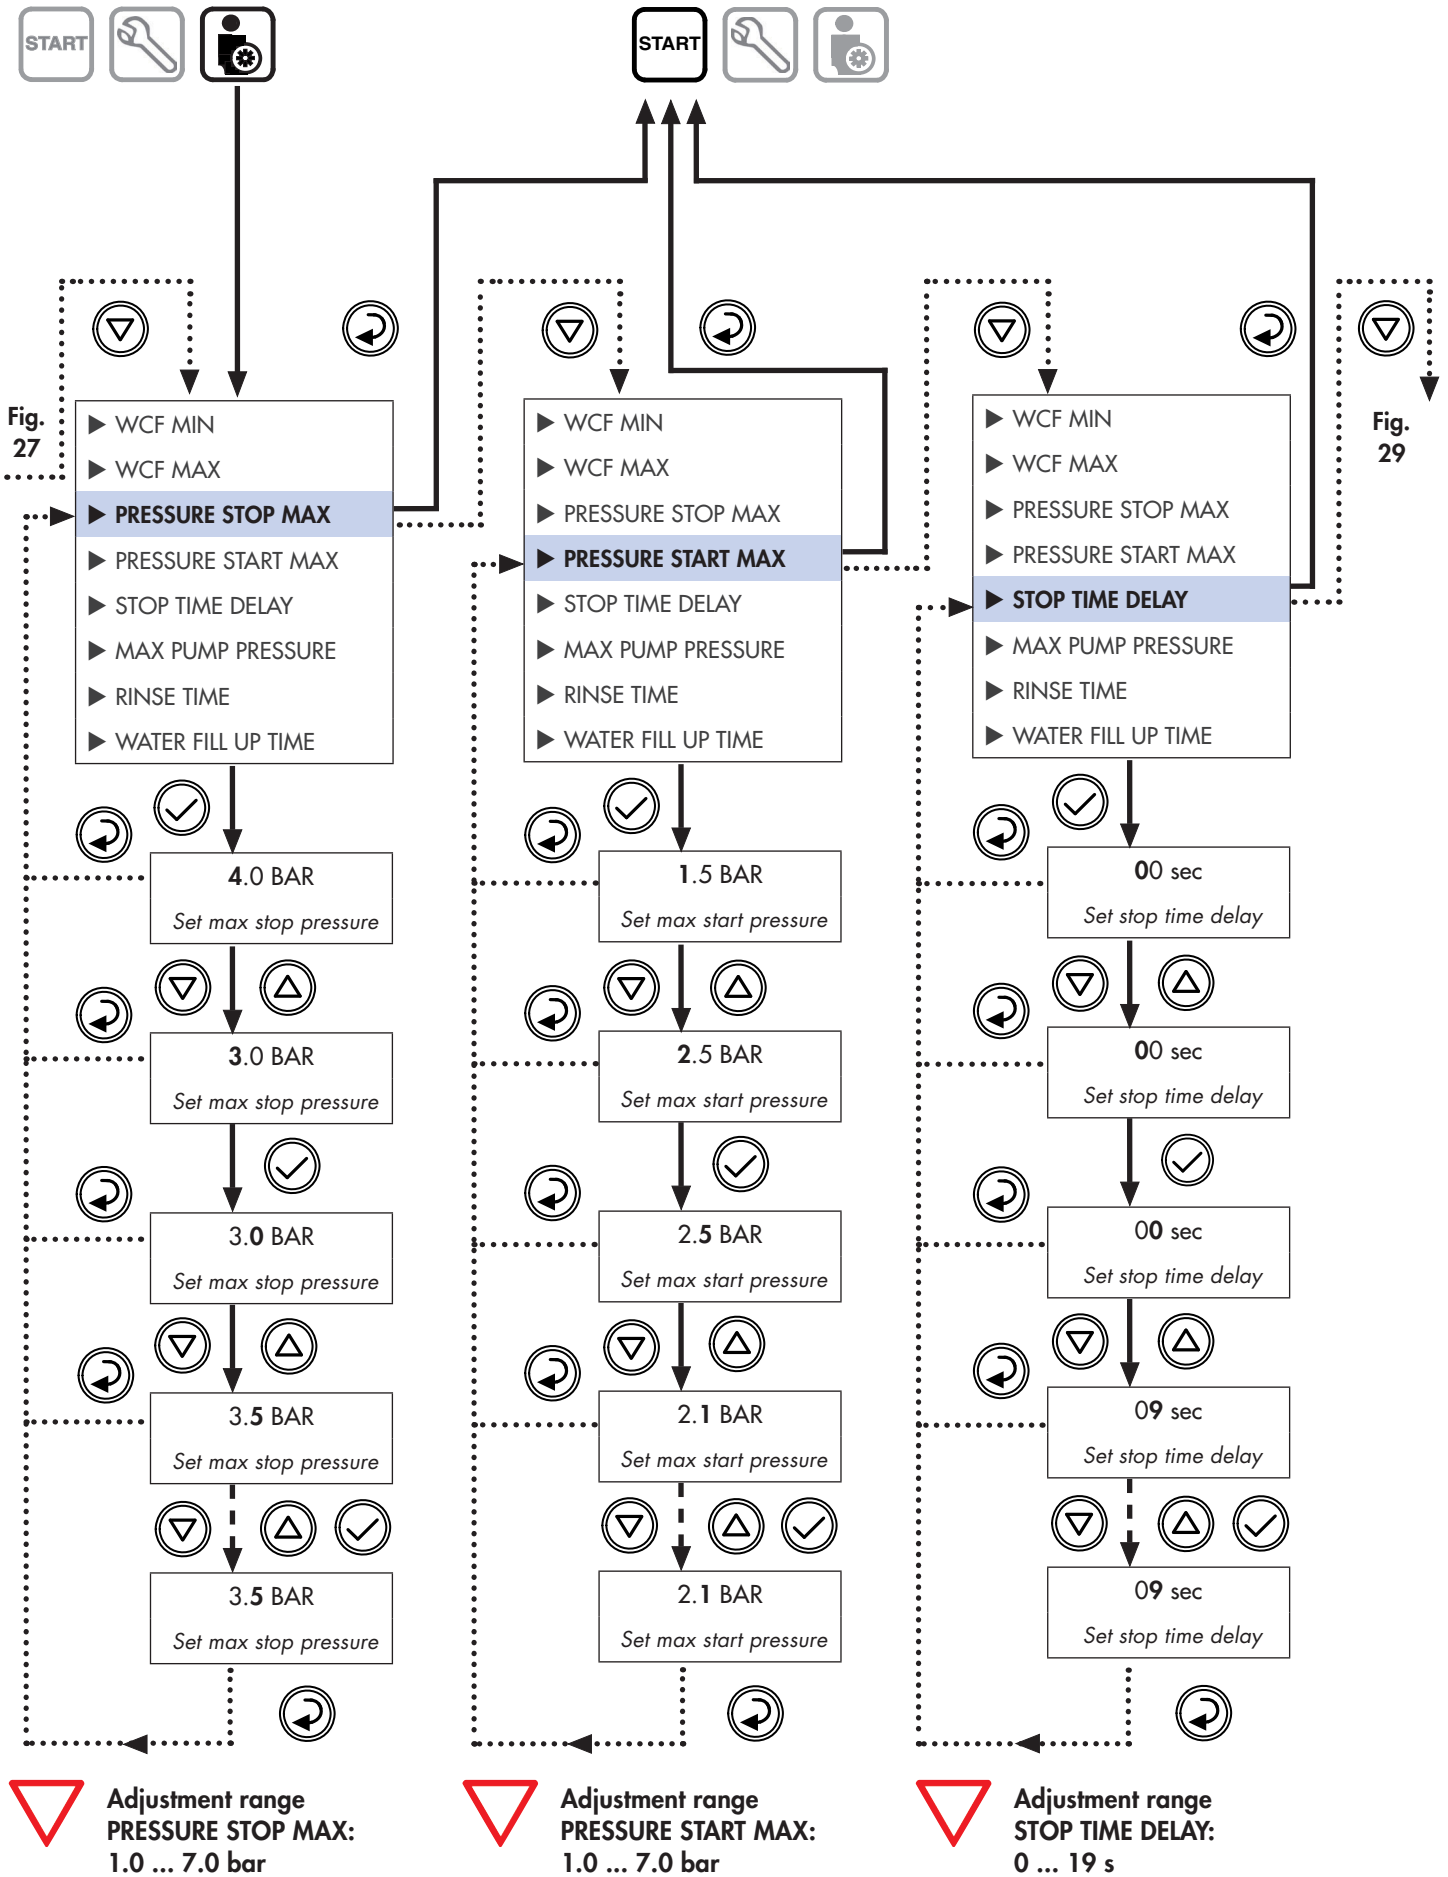 START
START
Fig.
27
WCF MIN
WCF MAX
PRESSURE STOP MAX
PRESSURE START MAX
STOP TIME DELAY
MAX PUMP PRESSURE
RINSE TIME
WATER FILL UP TIME
4.0 BAR
Set max stop pressure
3.0 BAR
Set max stop pressure
3.0 BAR
Set max stop pressure
3.5 BAR
Set max stop pressure
3.5 BAR
Set max stop pressure
Adjustment range
PRESSURE STOP MAX:
1.0 ... 7.0 bar
WCF MIN
WCF MAX
PRESSURE STOP MAX
PRESSURE START MAX
STOP TIME DELAY
MAX PUMP PRESSURE
RINSE TIME
WATER FILL UP TIME
1.5 BAR
Set max start pressure
2.5 BAR
Set max start pressure
2.5 BAR
Set max start pressure
2.1 BAR
Set max start pressure
2.1 BAR
Set max start pressure
Adjustment range
PRESSURE START MAX:
1.0 ... 7.0 bar
WCF MIN
WCF MAX
PRESSURE STOP MAX
PRESSURE START MAX
STOP TIME DELAY
MAX PUMP PRESSURE
RINSE TIME
WATER FILL UP TIME
00 sec
Set stop time delay
00 sec
Set stop time delay
00 sec
Set stop time delay
09 sec
Set stop time delay
09 sec
Set stop time delay
Adjustment range
STOP TIME DELAY:
0 ... 19 s
Fig.
29